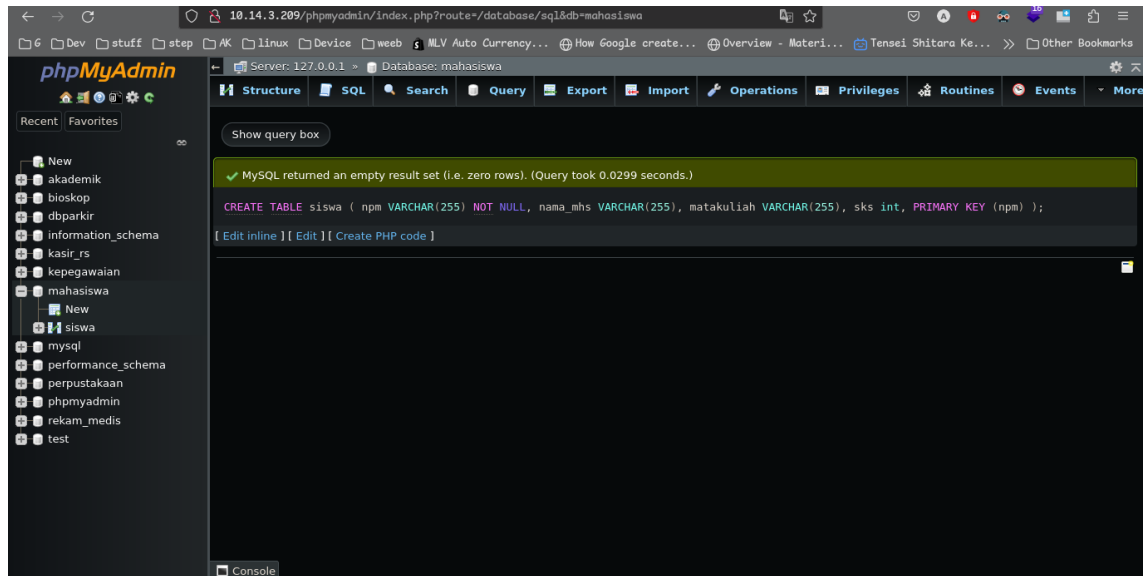 10.14.3.209/phpmyadmin/index.php?route=/database/sql&db=mahasiswa
16
G Dev stuff step AK linux Device weeb MLV Auto Currency... How Google create... Overview - Materi... Tensei Shitara Ke... Other Bookmarks
phpMyAdmin
Recent Favorites
New
akademik
bioskop
dbparkir
information_schema
kasir_rs
kepegawaian
mahasiswa
New
siswa
mysql
performance_schema
perpustakaan
phpmyadmin
rekam_medis
test
Server: 127.0.0.1 » Database: mahasiswa
Structure SQL Search Query Export Import Operations Privileges Routines Events More
Show query box
MySQL returned an empty result set (i.e. zero rows). (Query took 0.0299 seconds.)
CREATE TABLE siswa ( npm VARCHAR(255) NOT NULL, nama_mhs VARCHAR(255), matakuliah VARCHAR(255), sks int, PRIMARY KEY (npm) );
[ Edit inline ] [ Edit ] [ Create PHP code ]
Console